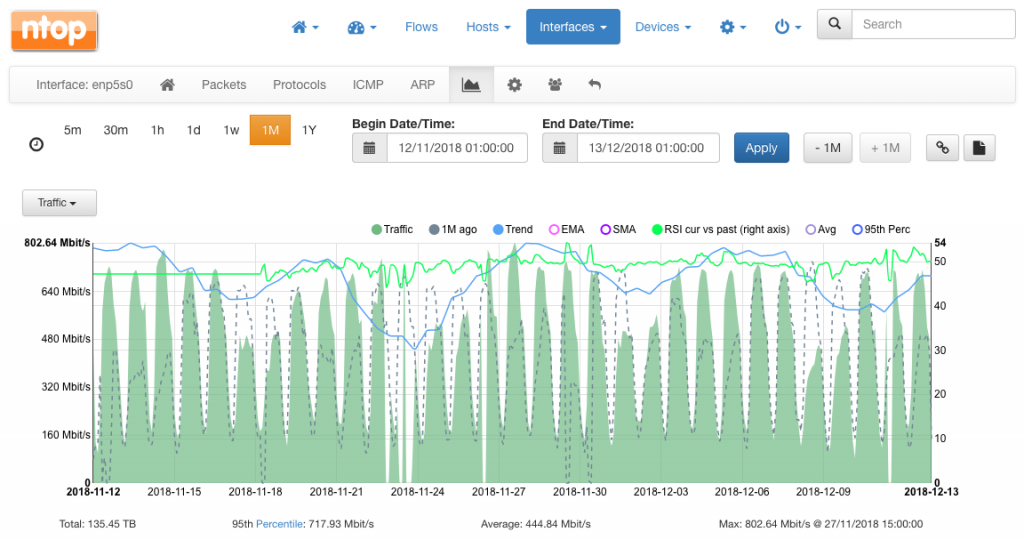 ntop
Flows Hosts Interfaces Devices Search
Interface: enp5s0 Packets Protocols ICMP ARP
Begin Date/Time: End Date/Time:
5m 30m 1h 1d 1w 1M 1Y 12/11/2018 01:00:00 13/12/2018 01:00:00 Apply - 1M + 1M
Traffic
Traffic 1M ago Trend EMA SMA RSI cur vs past (right axis) Avg 95th Perc
802.64 Mbit/s 54
50
640 Mbit/s
40
480 Mbit/s
30
320 Mbit/s
20
160 Mbit/s
10
0 0
2018-11-12 2018-11-15 2018-11-18 2018-11-21 2018-11-24 2018-11-27 2018-11-30 2018-12-03 2018-12-06 2018-12-09 2018-12-13
Total: 135.45 TB 95th Percentile: 717.93 Mbit/s Average: 444.84 Mbit/s Max: 802.64 Mbit/s @ 27/11/2018 15:00:00